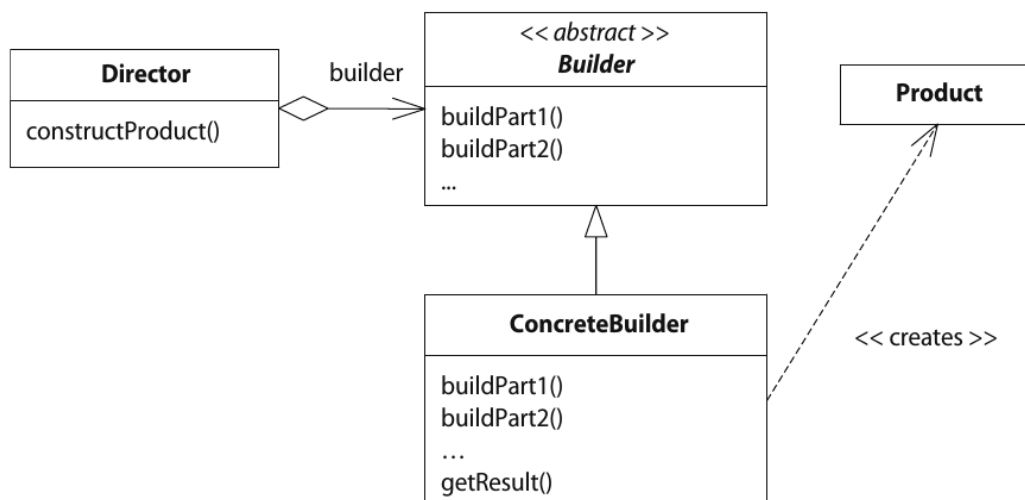 Director
constructProduct()
builder
<< abstract >>
Builder
buildPart1()
buildPart2()
...
Product
ConcreteBuilder
buildPart1()
buildPart2()
…
getResult()
<< creates >>